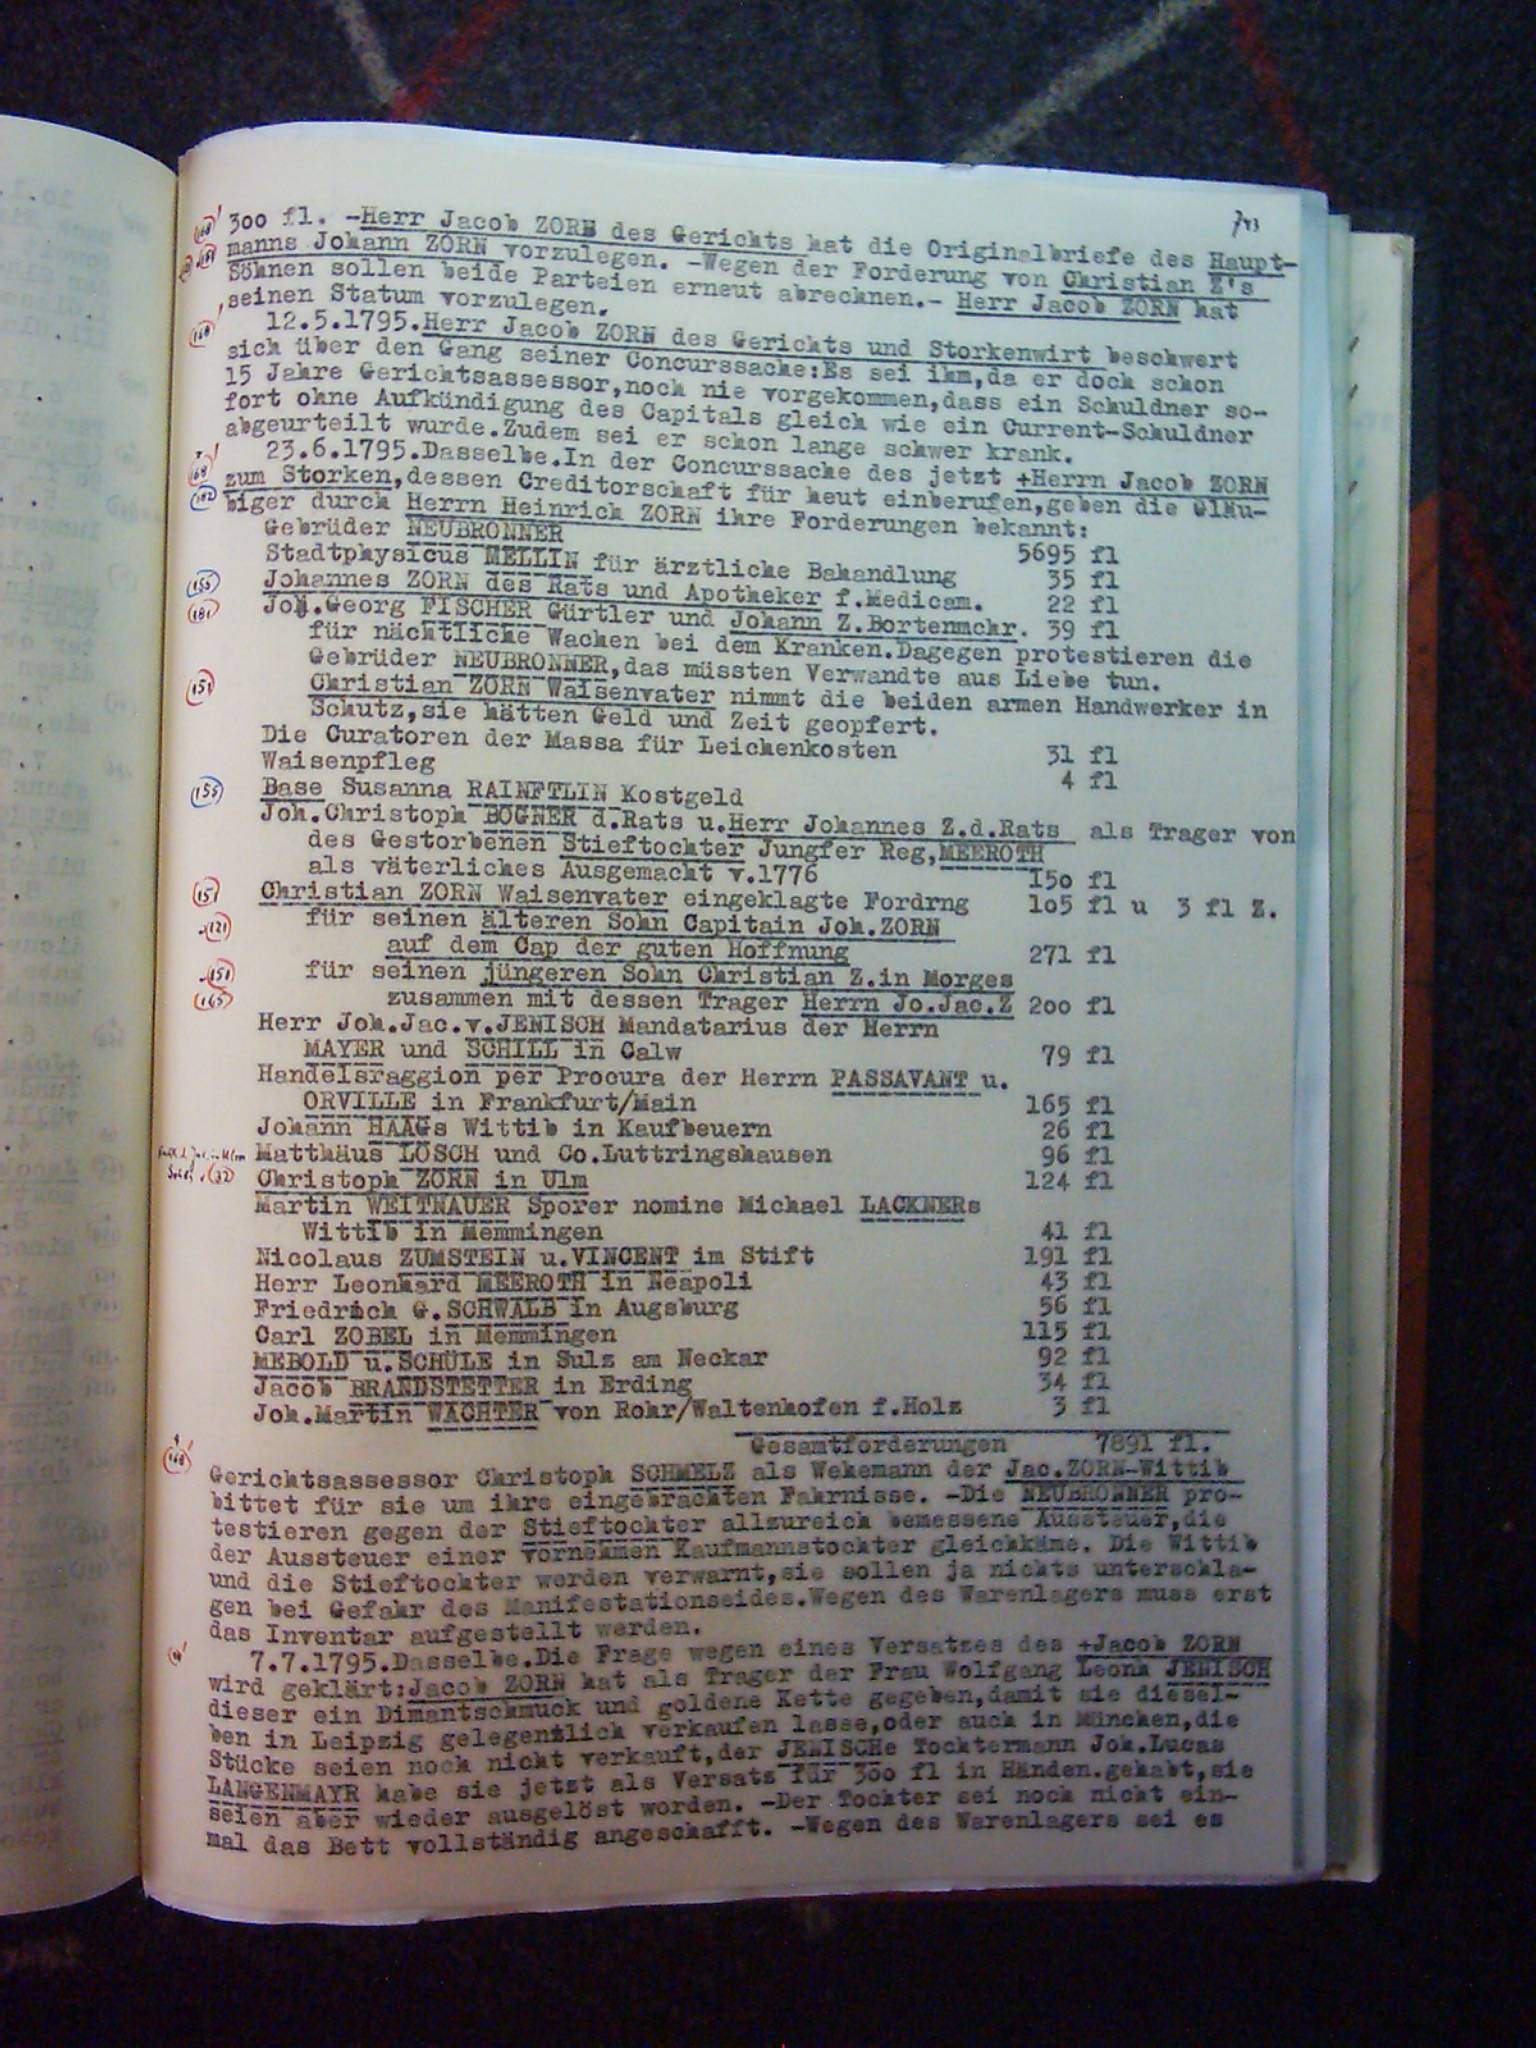 743
300 fl. -Herr Jacob ZORN des Gerichts hat die Originalbriefe des Haupt-
manns Johann ZORN vorzulegen. -Wegen der Forderung von Christian Z's
Söhnen sollen beide Parteien erneut abrechnen.- Herr Jacob ZORN hat
seinen Statum vorzulegen.
12.5.1795.Herr Jacob ZORN des Gerichts und Storkenwirt beschwert
sich über den Gang seiner Concurssache:Es sei ihm,da er doch schon
15 Jahre Gerichtsassessor,noch nie vorgekommen,dass ein Schuldner so-
fort ohne Aufkündigung des Capitals gleich wie ein Current-Schuldner
abgeurteilt wurde.Zudem sei er schon lange schwer krank.
23.6.1795.Dasselbe.In der Concurssache des jetzt +Herrn Jacob ZORN
zum Storken,dessen Creditorschaft für heut einberufen,geben die Gläu-
biger durch Herrn Heinrich ZORN ihre Forderungen bekannt:
Gebrüder NEUBRONNER 5695 fl
Stadtphysicus MELLIN für ärztliche Bahandlung 35 fl
Johannes ZORN des Rats und Apotheker f.Medicam. 22 fl
Joh.Georg FISCHER Gürtler und Johann Z.Bortenmchr. 39 fl
für nächtliche Wachen bei dem Kranken.Dagegen protestieren die
Gebrüder NEUBRONNER,das müssten Verwandte aus Liebe tun.
Christian ZORN Waisenvater nimmt die beiden armen Handwerker in
Schutz,sie hätten Geld und Zeit geopfert.
Die Curatoren der Massa für Leichenkosten 31 fl
Waisenpfleg 4 fl
Base Susanna RAINFTLIN Kostgeld
Joh.Christoph BOGNER d.Rats u.Herr Johannes Z.d.Rats als Trager von
des Gestorbenen Stieftochter Jungfer Reg,MEEROTH
als väterliches Ausgemacht v.1776 150 fl
Christian ZORN Waisenvater eingeklagte Fordrng 105 fl u 3 fl Z.
für seinen älteren Sohn Capitain Joh.ZORN
auf dem Cap der guten Hoffnung 271 fl
für seinen jüngeren Sohn Christian Z.in Morges
zusammen mit dessen Trager Herrn Jo.Jac.Z 200 fl
Herr Joh.Jac.v.JENISCH Mandatarius der Herrn
MAYER und SCHILL in Calw 79 fl
Handelsraggion per Procura der Herrn PASSAVANT u.
ORVILLE in Frankfurt/Main 165 fl
Johann HAAGs Wittib in Kaufbeuern 26 fl
Matthäus LÖSCH und Co.Luttringshausen 96 fl
Christoph ZORN in Ulm 124 fl
Martin WEITNAUER Sporer nomine Michael LACKNERs
Wittib in Memmingen 41 fl
Nicolaus ZUMSTEIN u.VINCENT im Stift 191 fl
Herr Leonhard MEEROTH in Neapoli 43 fl
Friedrich G.SCHWALB in Augsburg 56 fl
Carl ZOBEL in Memmingen 115 fl
MEBOLD u.SCHÜLE in Sulz am Neckar 92 fl
Jacob BRANDSTETTER in Erding 34 fl
Joh.Martin WACHTER von Rohr/Waltenhofen f.Holz 3 fl
Gesamtforderungen 7891 fl.
Gerichtsassessor Christoph SCHMELZ als Wehemann der Jac.ZORN-Wittib
bittet für sie um ihre eingebrachten Fahrnisse. -Die NEUBRONNER pro-
testieren gegen der Stieftochter allzureich bemessene Aussteuer,die
der Aussteuer einer vornehmen Kaufmannstochter gleichkäme. Die Wittib
und die Stieftochter werden verwarnt,sie sollen ja nichts unterschla-
gen bei Gefahr des Manifestationseides.Wegen des Warenlagers muss erst
das Inventar aufgestellt werden.
7.7.1795.Dasselbe.Die Frage wegen eines Versatzes des +Jacob ZORN
wird geklärt:Jacob ZORN hat als Trager der Frau Wolfgang Leonh JENISCH
dieser ein Dimantschmuck und goldene Kette gegeben,damit sie diesel-
ben in Leipzig gelegentlich verkaufen lasse,oder auch in München,die
Stücke seien noch nicht verkauft,der JENISCHe Tochtermann Joh.Lucas
LANGENMAYR habe sie jetzt als Versatz für 300 fl in Händen.gehabt,sie
seien aber wieder ausgelöst worden. -Der Tochter sei noch nicht ein-
mal das Bett vollständig angeschafft. -Wegen des Warenlagers sei es